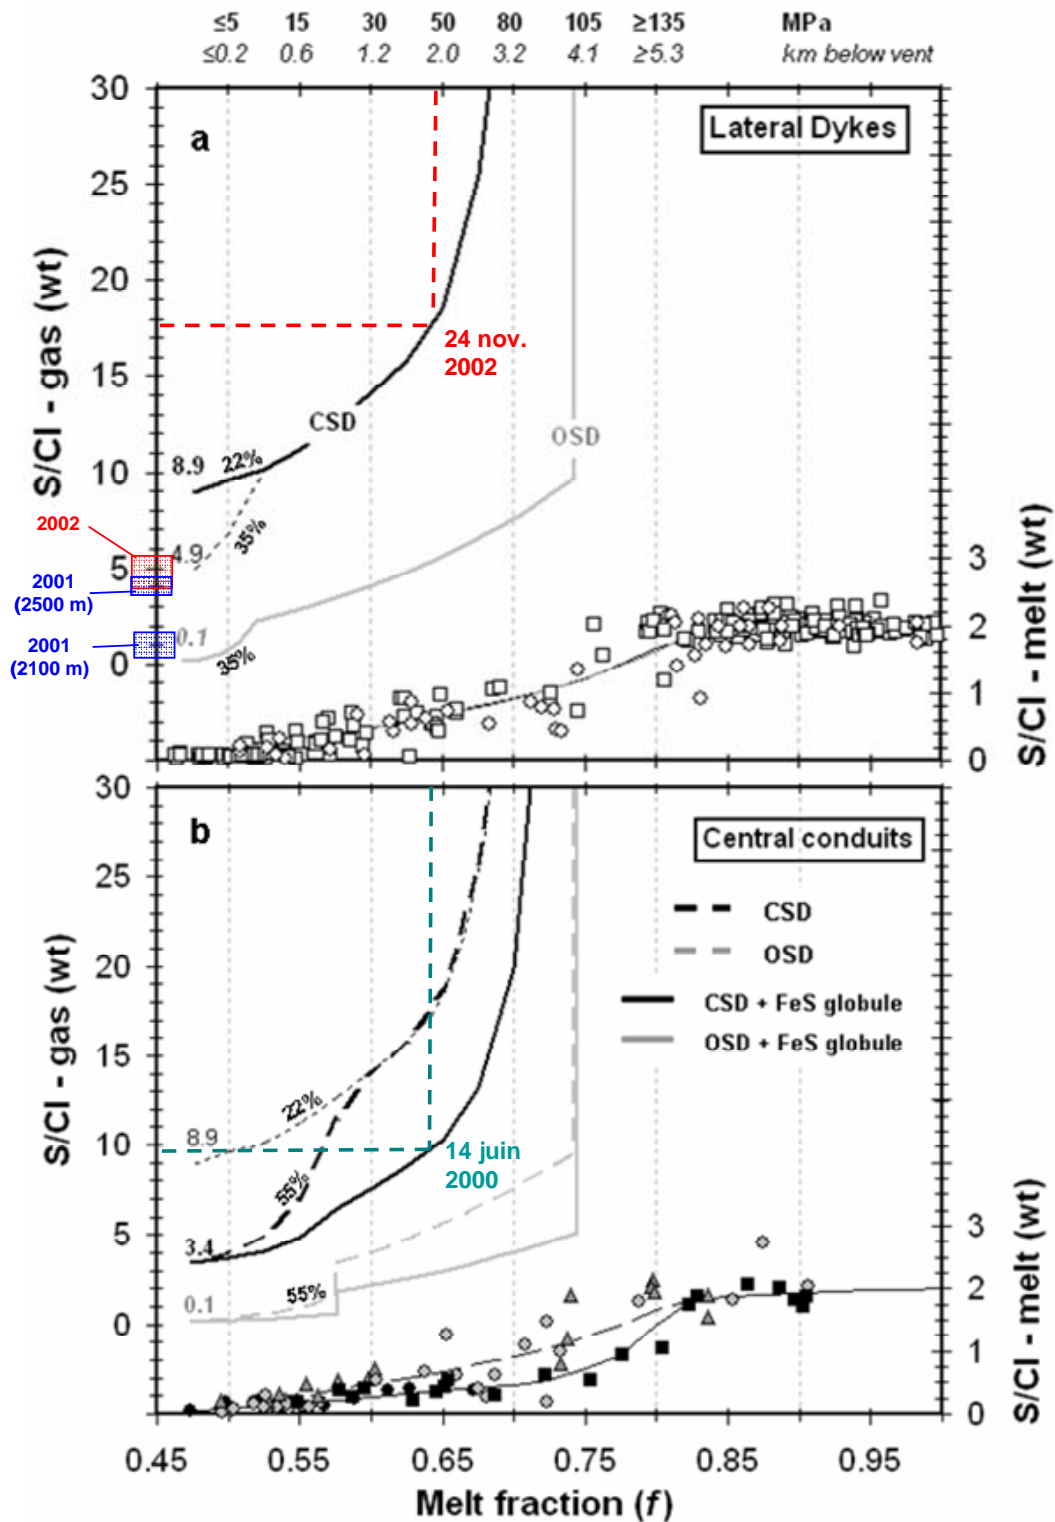 ≤5 15 30 50 80 105 ≥135 MPa
≤0.2 0.6 1.2 2.0 3.2 4.1 ≥5.3 km below vent
30
a
Lateral Dykes
25
20
24 nov.
2002
15
CSD
OSD
S/Cl - gas (wt)
10
8.9
22%
2002
35%
4.9
5
2001
(2500 m)
0.1
2001
(2100 m)
0
35%
3
2
1
0
S/Cl - melt (wt)
30
b
Central conduits
25
CSD
OSD
20
CSD + FeS globule
OSD + FeS globule
15
S/Cl - gas (wt)
22%
10
8.9
14 juin
2000
55%
5
3.4
55%
0.1
0
3
2
1
0
S/Cl - melt (wt)
0.45 0.55 0.65 0.75 0.85 0.95
Melt fraction (f)